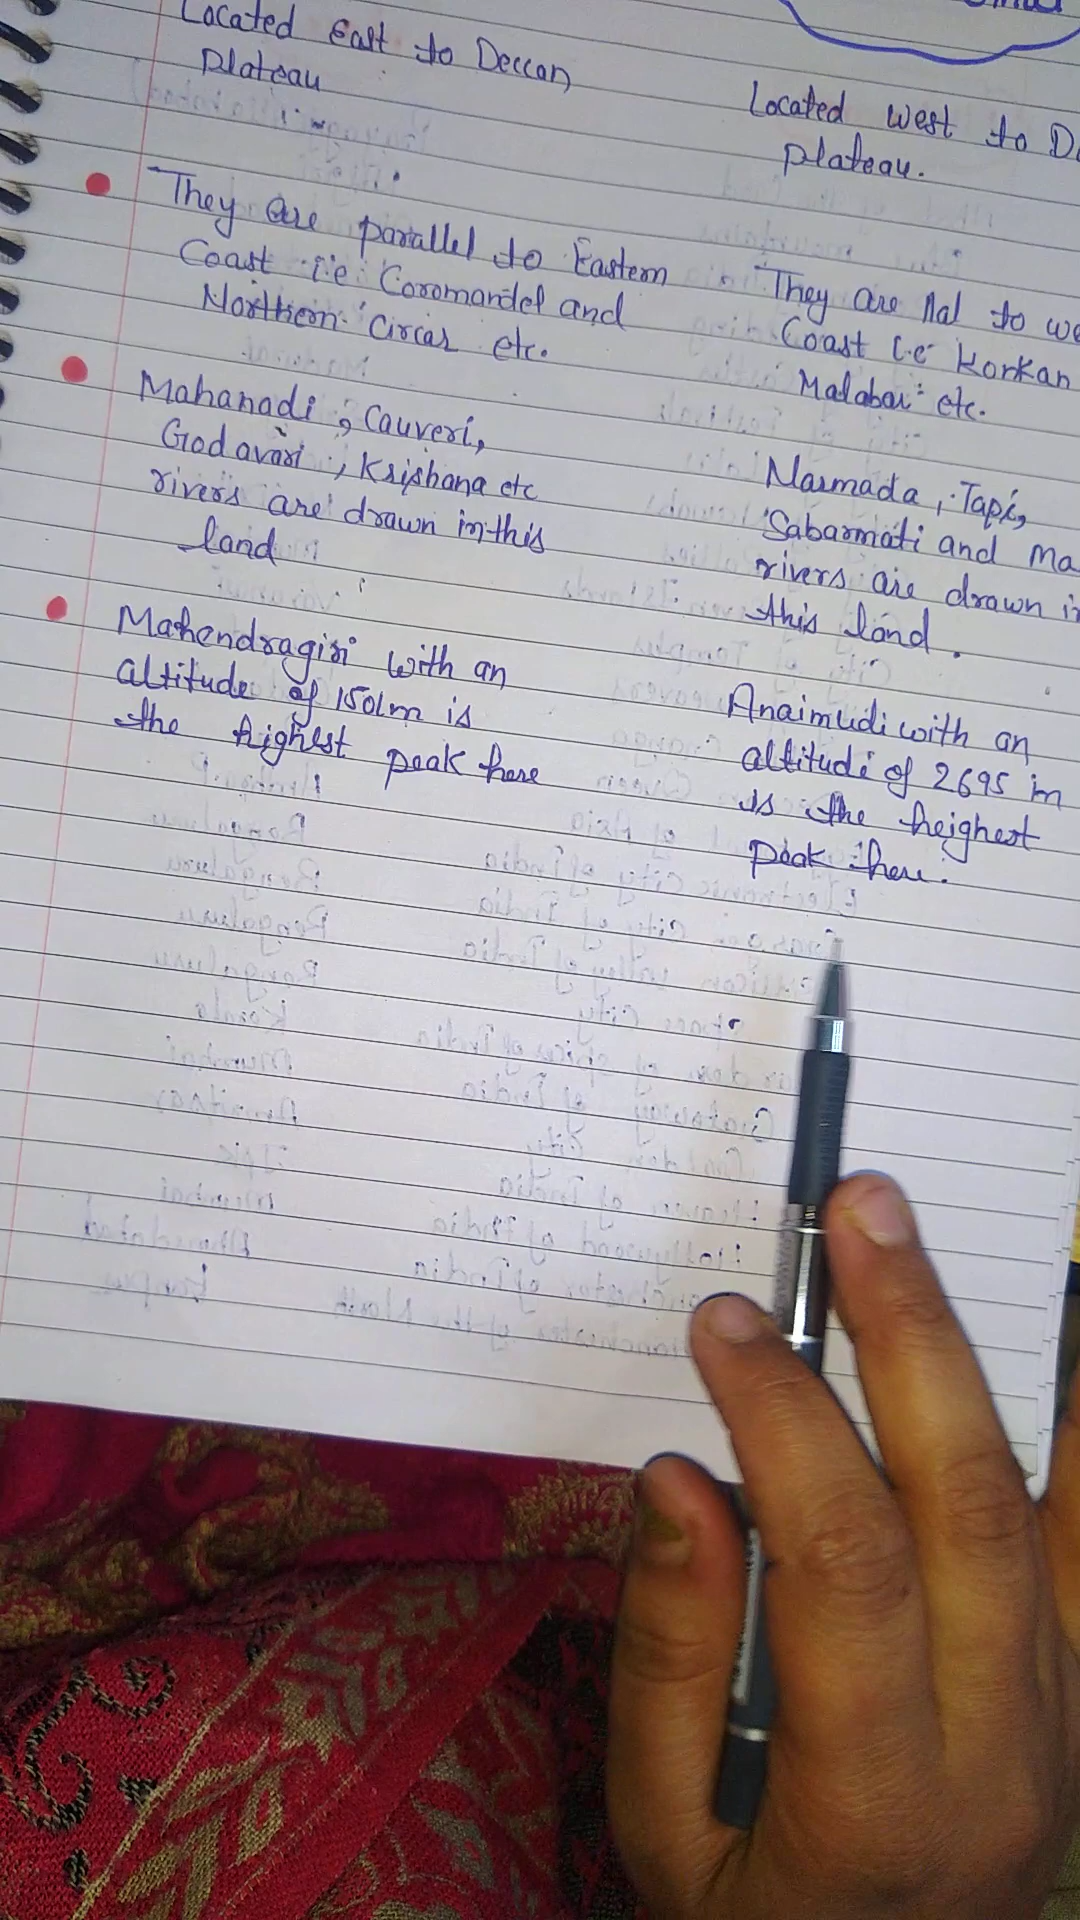 Located East to Deccan
plateau
Located west to
plateau.
They are parallel to Eastern
Coast i.e Coromandel and
Northern Circar etc.
They are llal to
Coast i.e Konkan
Malabar etc.
Mahanadi, Cauveri,
Godavari, Krishana etc
rivers are drawn in this
land
Narmada, Tapi,
Sabarmati and
rivers are drawn in
this land.
Mahendragiri with an
altitude of 1501m is
the highest peak here
Anaimudi with an
altitude of 2695 m
is the heighest
peak here.